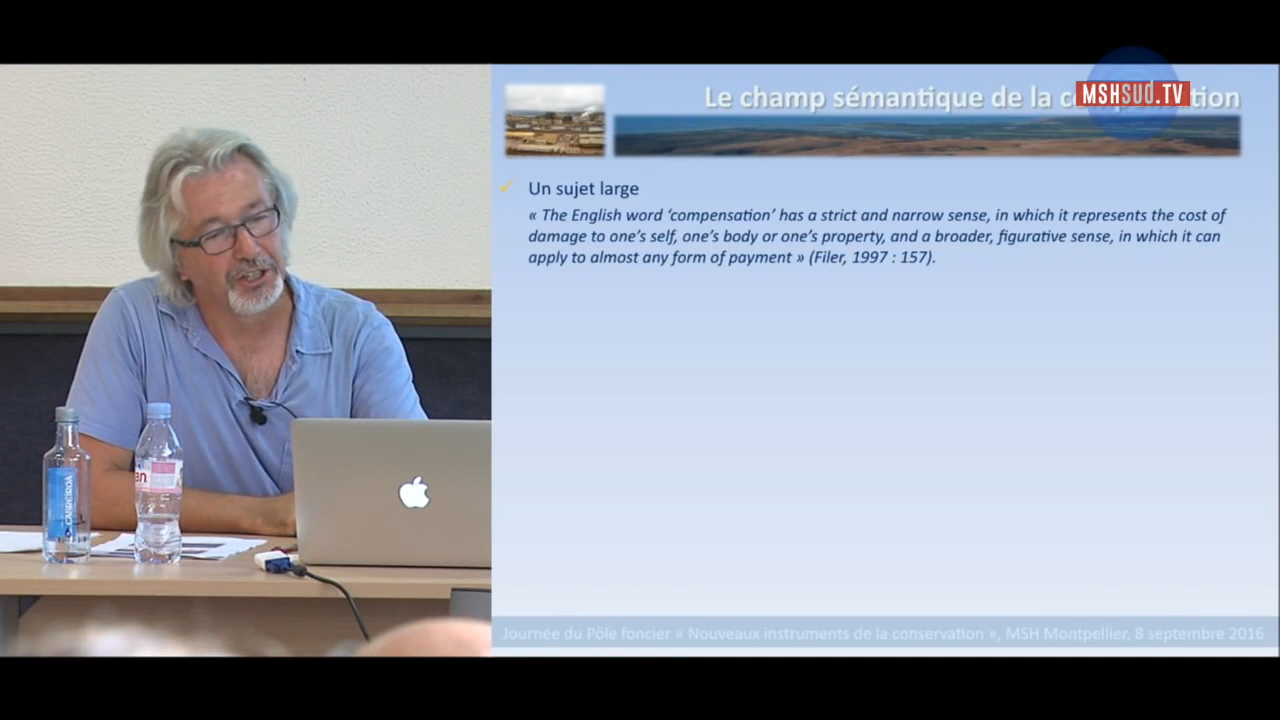 Le champ sémantique de la
MSHSUD.TV
Un sujet large
« The English word ‘compensation’ has a strict and narrow sense, in which it represents the cost of
damage to one’s self, one’s body or one’s property, and a broader, figurative sense, in which it can
apply to almost any form of payment » (Filer, 1997 : 157).
CABREIROÁ
Journée du Pôle foncier « Nouveaux instruments de la conservation », MSH Montpellier, 8 septembre 2016